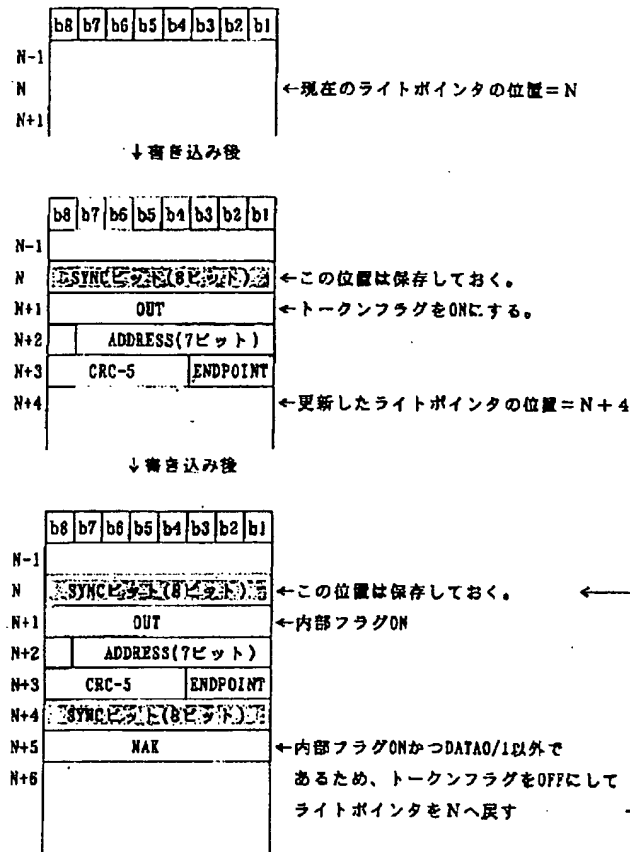 b8 b7 b6 b5 b4 b3 b2 b1
N-1
N ←現在のライトポインタの位置=N
N+1
↓書き込み後
b8 b7 b6 b5 b4 b3 b2 b1
N-1
N SYNCビット(8ビット) ←この位置は保存しておく。
N+1 OUT ←トークンフラグをONにする。
N+2 ADDRESS(7ビット)
N+3 CRC-5 ENDPOINT
N+4 ←更新したライトポインタの位置=N+4
↓書き込み後
b8 b7 b6 b5 b4 b3 b2 b1
N-1
N SYNCビット(8ビット) ←この位置は保存しておく。 ←
N+1 OUT ←内部フラグON
N+2 ADDRESS(7ビット)
N+3 CRC-5 ENDPOINT
N+4 SYNCビット(8ビット)
N+5 NAK ←内部フラグONかつDATA0/1以外で
N+6 あるため、トークンフラグをOFFにして
ライトポインタをNへ戻す